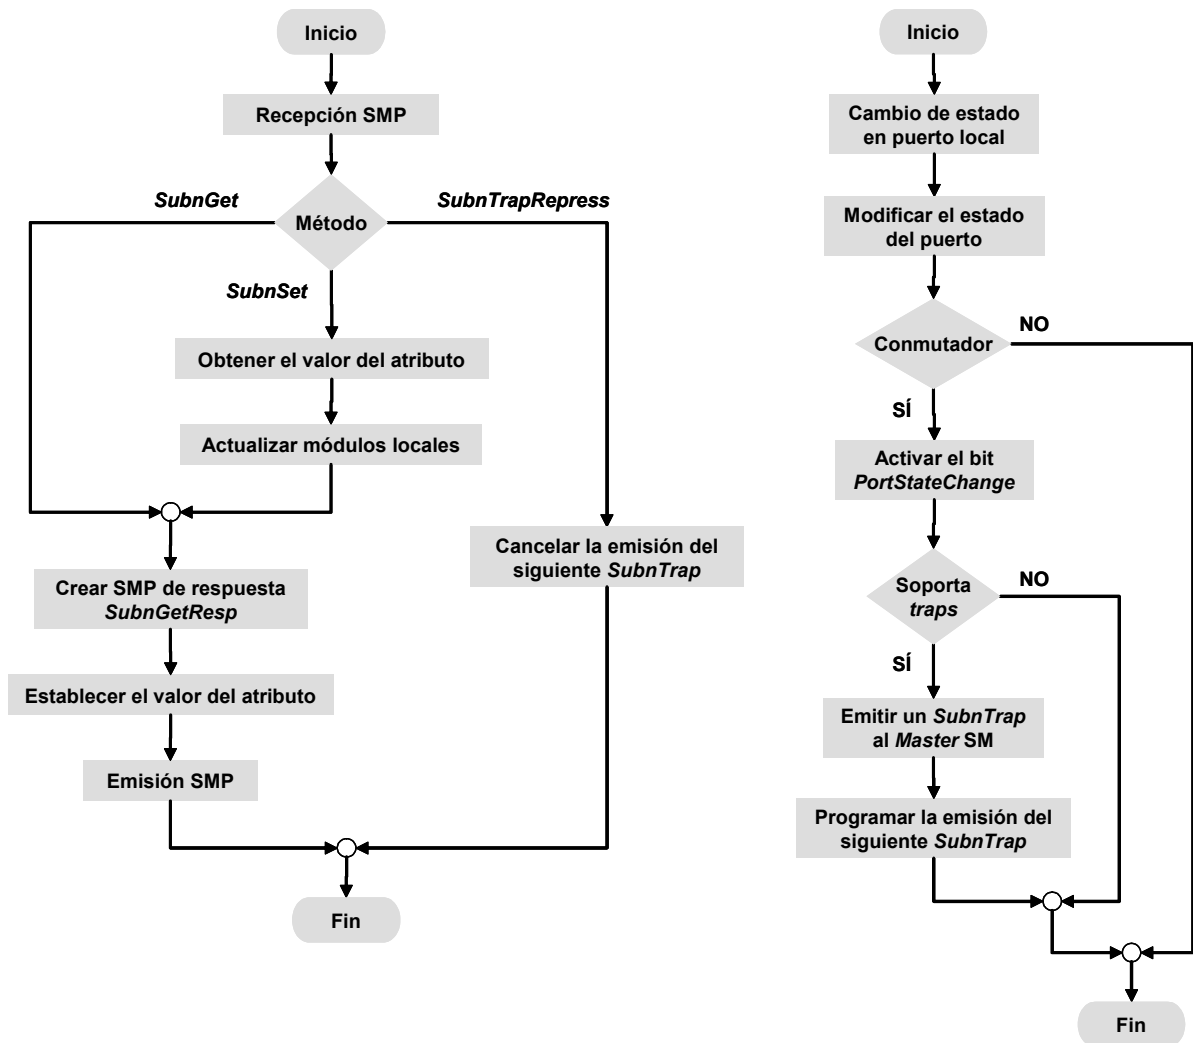 Inicio
Recepción SMP
Método
SubnGet
SubnTrapRepress
SubnSet
Obtener el valor del atributo
Actualizar módulos locales
Crear SMP de respuesta
SubnGetResp
Establecer el valor del atributo
Emisión SMP
Cancelar la emisión del
siguiente SubnTrap
Fin
Inicio
Cambio de estado
en puerto local
Modificar el estado
del puerto
Conmutador
NO
SÍ
Activar el bit
PortStateChange
Soporta
traps
NO
SÍ
Emitir un SubnTrap
al Master SM
Programar la emisión del
siguiente SubnTrap
Fin